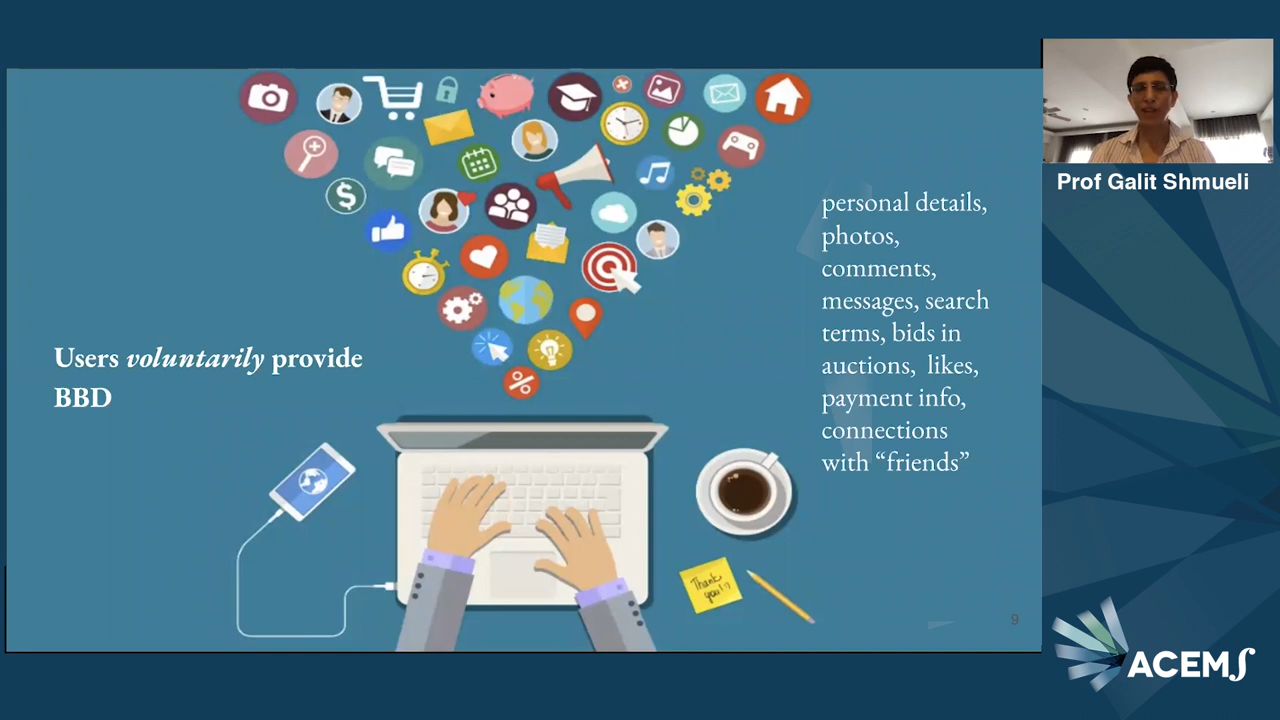 Users voluntarily provide
BBD
personal details,
photos,
comments,
messages, search
terms, bids in
auctions, likes,
payment info,
connections
with “friends”
Thank
you!:)
9
Prof Galit Shmueli
ACEMS